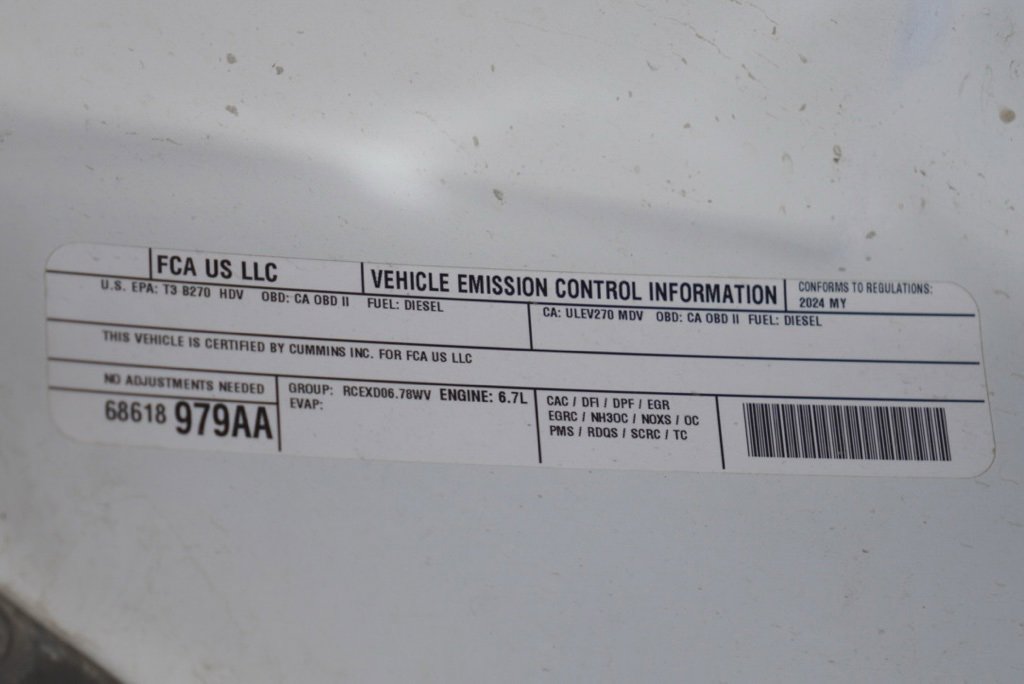 FCA US LLC
VEHICLE EMISSION CONTROL INFORMATION
CONFORMS TO REGULATIONS:
2024 MY
U.S. EPA: T3 B270 HDV OBD: CA OBD II FUEL: DIESEL
CA: ULEV270 MDV OBD: CA OBD II FUEL: DIESEL
THIS VEHICLE IS CERTIFIED BY CUMMINS INC. FOR FCA US LLC
NO ADJUSTMENTS NEEDED
68618 979AA
GROUP: RCEXD06.78WV ENGINE: 6.7L
EVAP:
CAC / DFI / DPF / EGR
EGRC / NH3OC / NOXS / OC
PMS / RDQS / SCRC / TC